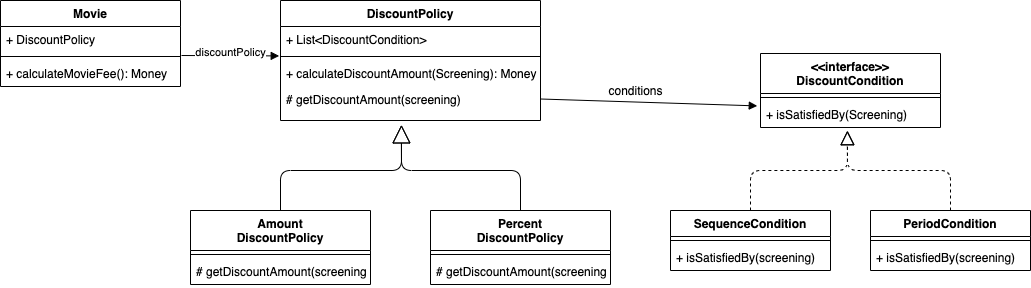 Movie
+ DiscountPolicy
+ calculateMovieFee(): Money
discountPolicy
DiscountPolicy
+ List<DiscountCondition>
+ calculateDiscountAmount(Screening): Money
# getDiscountAmount(screening)
conditions
<<interface>>
DiscountCondition
+ isSatisfiedBy(Screening)
Amount
DiscountPolicy
# getDiscountAmount(screening
Percent
DiscountPolicy
# getDiscountAmount(screening
SequenceCondition
+ isSatisfiedBy(screening)
PeriodCondition
+ isSatisfiedBy(screening)